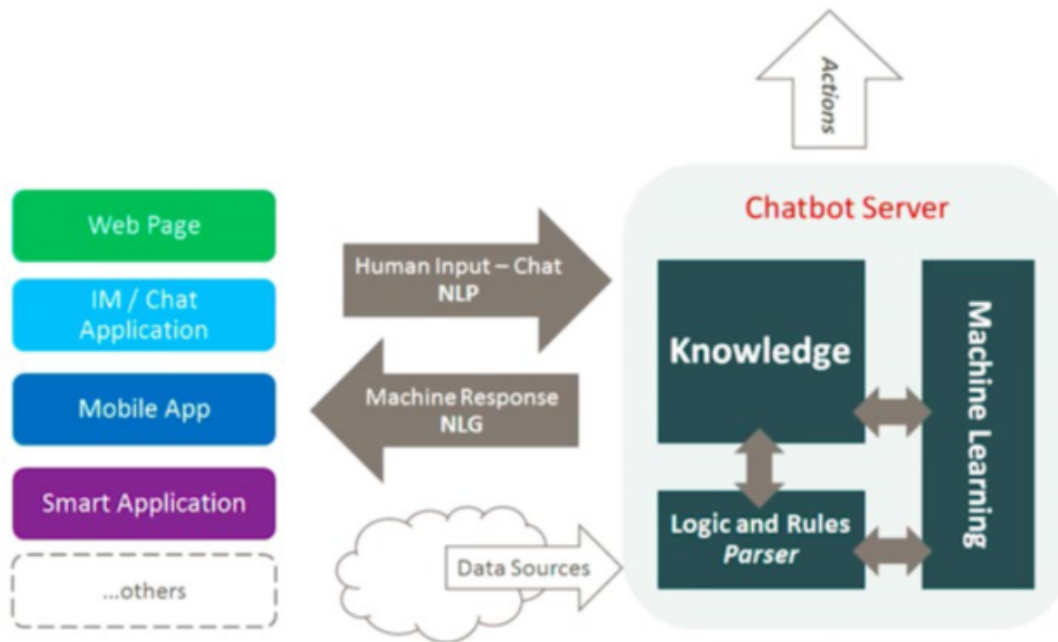 Actions
Chatbot Server
Web Page
IM / Chat
Application
Mobile App
Smart Application
...others
Human Input – Chat
NLP
Machine Response
NLG
Data Sources
Knowledge
Logic and Rules
Parser
Machine Learning